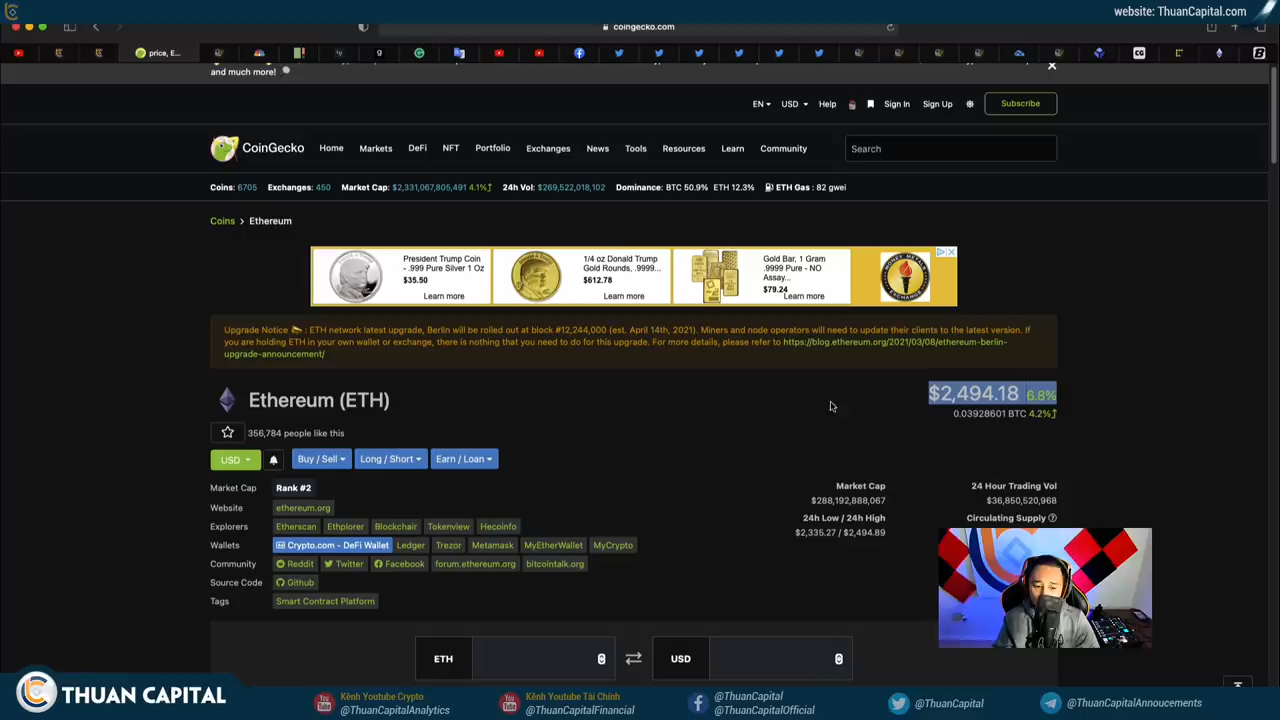 website: ThuanCapital.com
coingecko.com
price, E...
and much more!
EN
USD
Help
Sign In
Sign Up
Subscribe
CoinGecko
Home
Markets
DeFi
NFT
Portfolio
Exchanges
News
Tools
Resources
Learn
Community
Search
Coins: 6705
Exchanges: 450
Market Cap: $2,331,067,805,491 4.1%
24h Vol: $269,522,018,102
Dominance: BTC 50.9% ETH 12.3%
ETH Gas : 82 gwei
Coins > Ethereum
President Trump Coin
- .999 Pure Silver 1 Oz
$35.50
Learn more
1/4 oz Donald Trump
Gold Rounds, .9999...
$612.78
Learn more
Gold Bar, 1 Gram
.9999 Pure - NO
Assay...
$79.24
Learn more
MONEY METALS EXCHANGE
Upgrade Notice : ETH network latest upgrade, Berlin will be rolled out at block #12,244,000 (est. April 14th, 2021). Miners and node operators will need to update their clients to the latest version. If
you are holding ETH in your own wallet or exchange, there is nothing that you need to do for this upgrade. For more details, please refer to https://blog.ethereum.org/2021/03/08/ethereum-berlin-
upgrade-announcement/
Ethereum (ETH)
$2,494.18 6.8%
0.03928601 BTC 4.2%
356,784 people like this
USD
Buy / Sell
Long / Short
Earn / Loan
Market Cap
Rank #2
Website
ethereum.org
Explorers
Etherscan
Ethplorer
Blockchair
Tokenview
Hecoinfo
Wallets
Crypto.com - DeFi Wallet
Ledger
Trezor
Metamask
MyEtherWallet
MyCrypto
Community
Reddit
Twitter
Facebook
forum.ethereum.org
bitcointalk.org
Source Code
Github
Tags
Smart Contract Platform
Market Cap
$288,192,888,067
24 Hour Trading Vol
$36,850,520,968
24h Low / 24h High
$2,335.27 / $2,494.89
Circulating Supply
ETH
0
USD
0
THUAN CAPITAL
Kênh Youtube Crypto
@ThuanCapitalAnalytics
Kênh Youtube Tài Chính
@ThuanCapitalFinancial
@ThuanCapital
@ThuanCapitalOfficial
@ThuanCapital
@ThuanCapitalAnnoucements